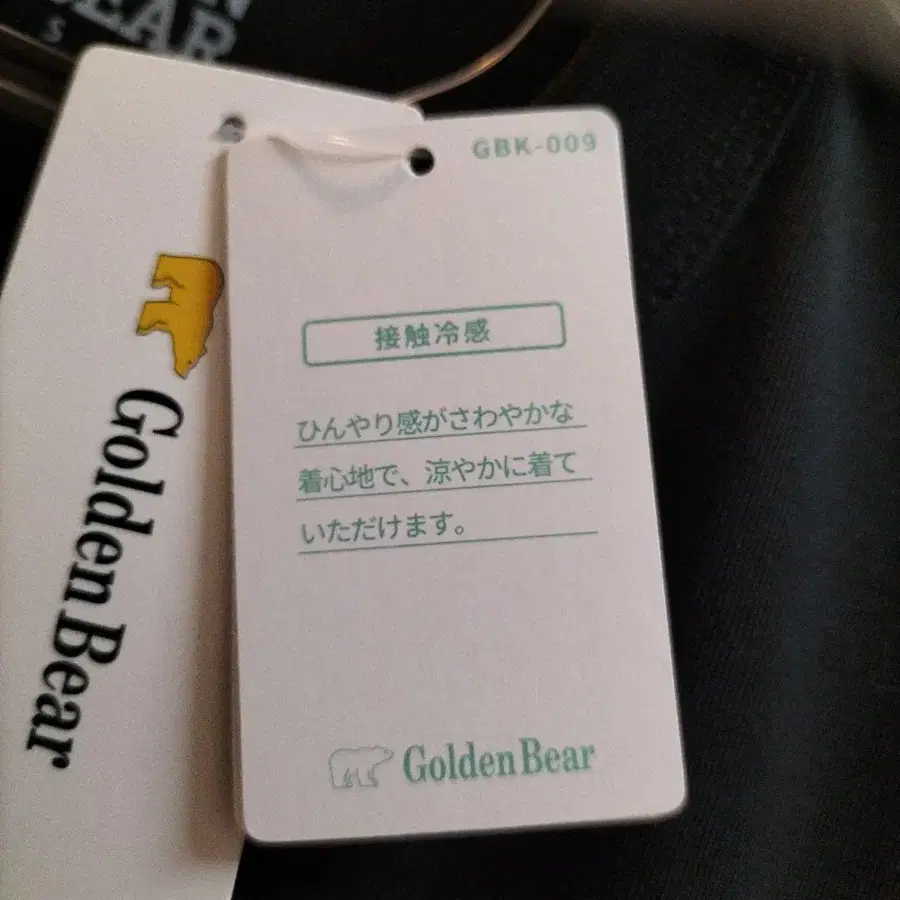 BEAR
S
GBK-009
接触冷感
ひんやり感がさわやかな
着心地で、涼やかに着て
いただけます。
Golden Bear
Golden Bear